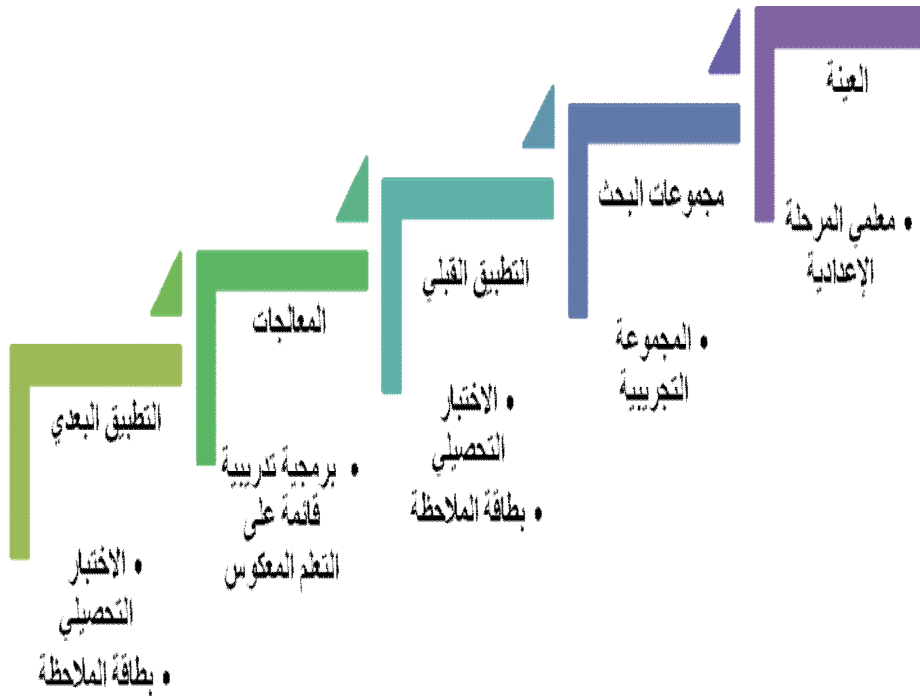 العينة
• معلمي المرحلة
الإعدادية
مجموعات البحث
• المجموعة
التجريبية
التطبيق القبلي
• الاختبار
التحصيلي
• بطاقة الملاحظة
المعالجات
• برمجية تدريبية
قائمة على
التعلم المعكوس
التطبيق البعدي
• الاختبار
التحصيلي
• بطاقة الملاحظة